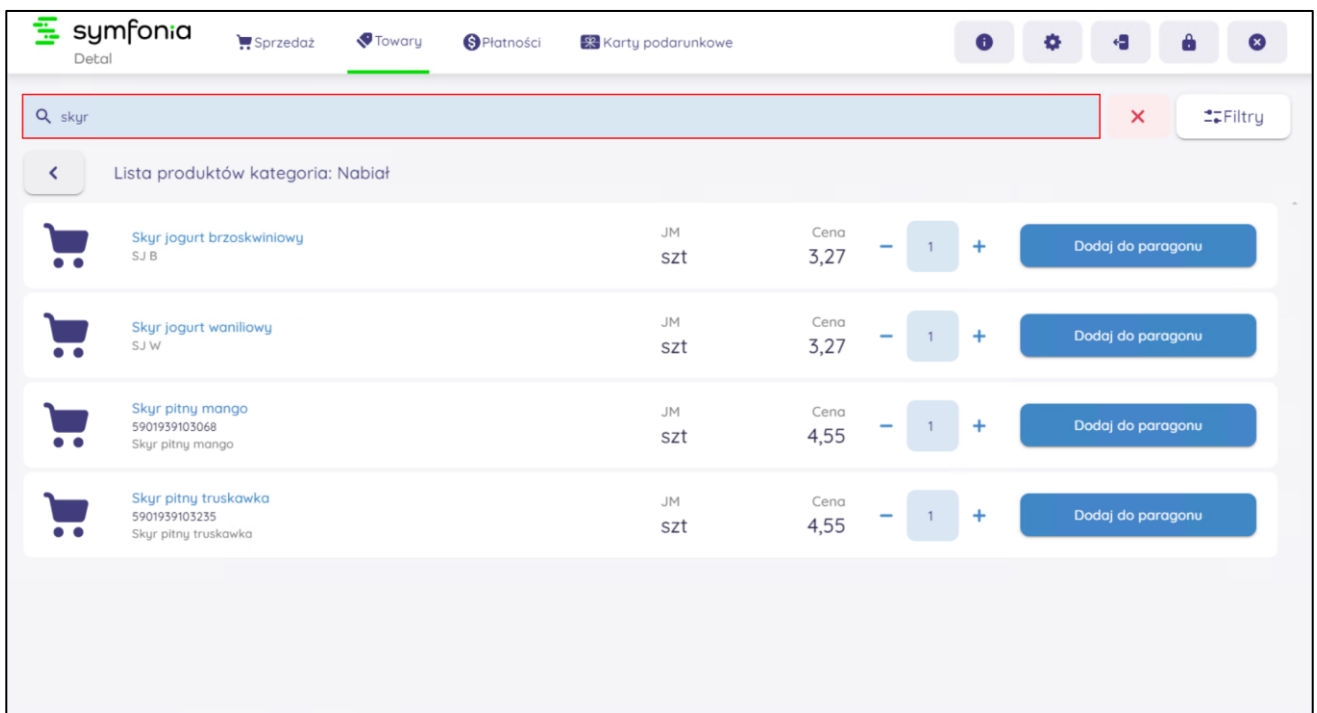 symfonia
Detal
Sprzedaż
Towary
Płatności
Karty podarunkowe
skyr
Filtry
Lista produktów kategoria: Nabiał
Skyr jogurt brzoskwiniowy
SJ B
JM
szt
Cena
3,27
1
Dodaj do paragonu
Skyr jogurt waniliowy
SJ W
JM
szt
Cena
3,27
1
Dodaj do paragonu
Skyr pitny mango
5901939103068
Skyr pitny mango
JM
szt
Cena
4,55
1
Dodaj do paragonu
Skyr pitny truskawka
5901939103235
Skyr pitny truskawka
JM
szt
Cena
4,55
1
Dodaj do paragonu